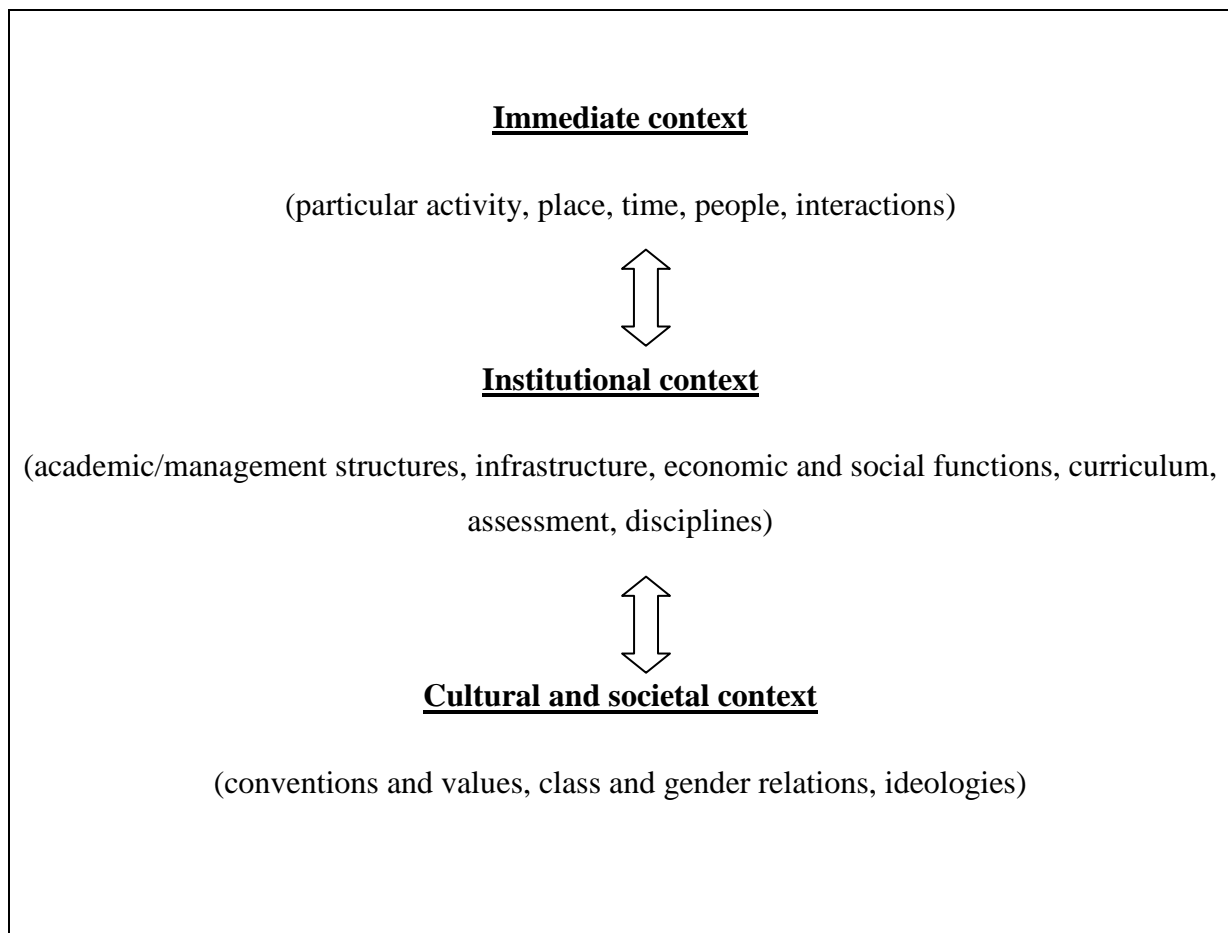 Immediate context
(particular activity, place, time, people, interactions)
Institutional context
(academic/management structures, infrastructure, economic and social functions, curriculum,
assessment, disciplines)
Cultural and societal context
(conventions and values, class and gender relations, ideologies)